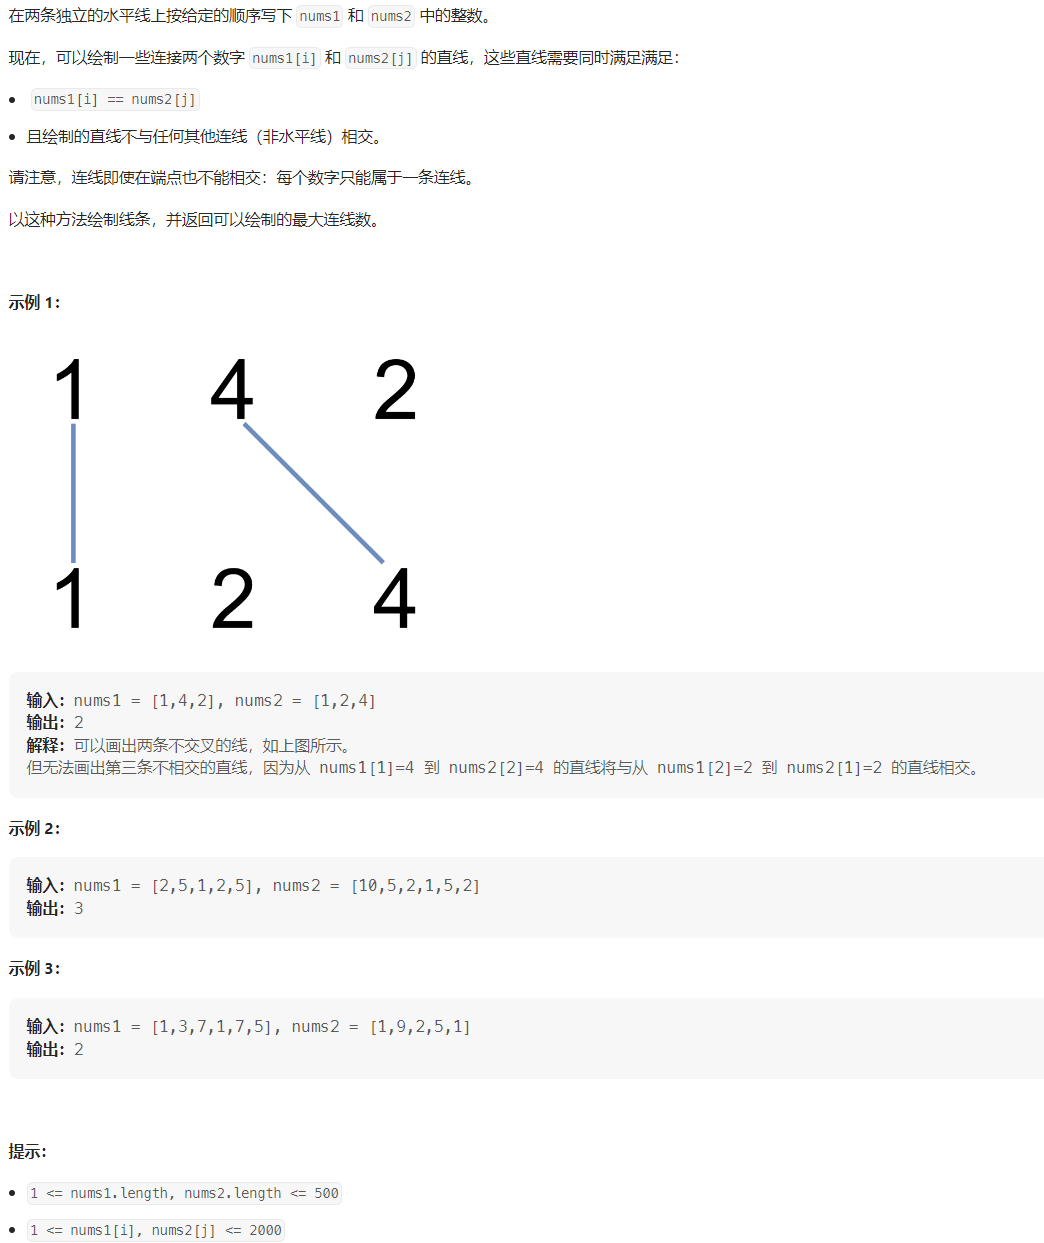 在两条独立的水平线上按给定的顺序写下 nums1 和 nums2 中的整数。
现在，可以绘制一些连接两个数字 nums1[i] 和 nums2[j] 的直线，这些直线需要同时满足满足：
• nums1[i] == nums2[j]
• 且绘制的直线不与任何其他连线（非水平线）相交。
请注意，连线即使在端点也不能相交：每个数字只能属于一条连线。
以这种方法绘制线条，并返回可以绘制的最大连线数。
示例 1：
1 4 2
1 2 4
输入：nums1 = [1,4,2], nums2 = [1,2,4]
输出：2
解释：可以画出两条不交叉的线，如上图所示。
但无法画出第三条不相交的直线，因为从 nums1[1]=4 到 nums2[2]=4 的直线将与从 nums1[2]=2 到 nums2[1]=2 的直线相交。
示例 2：
输入：nums1 = [2,5,1,2,5], nums2 = [10,5,2,1,5,2]
输出：3
示例 3：
输入：nums1 = [1,3,7,1,7,5], nums2 = [1,9,2,5,1]
输出：2
提示：
• 1 <= nums1.length, nums2.length <= 500
• 1 <= nums1[i], nums2[j] <= 2000